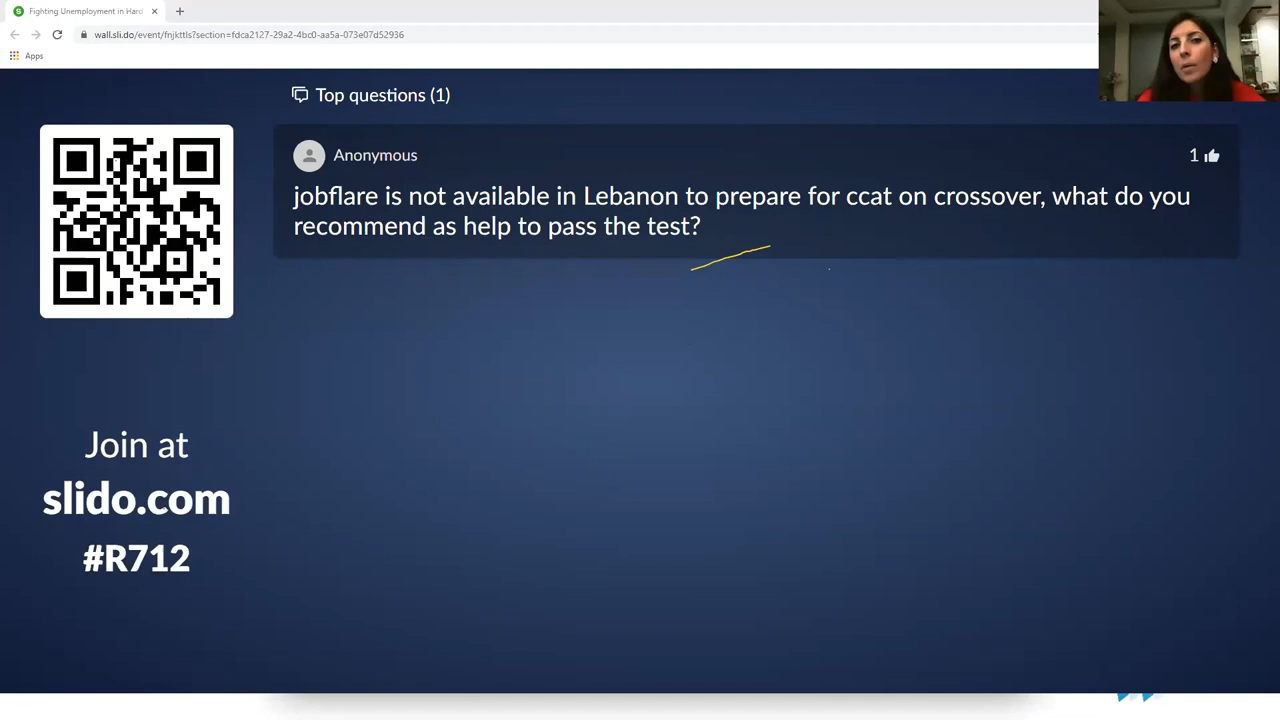 Fighting Unemployment in Hard
wall.sli.do/event/fnjkttls?section=fdca2127-29a2-4bc0-aa5a-073e07d52936
Apps
Top questions (1)
Anonymous
1
jobflare is not available in Lebanon to prepare for ccat on crossover, what do you
recommend as help to pass the test?
Join at
slido.com
#R712